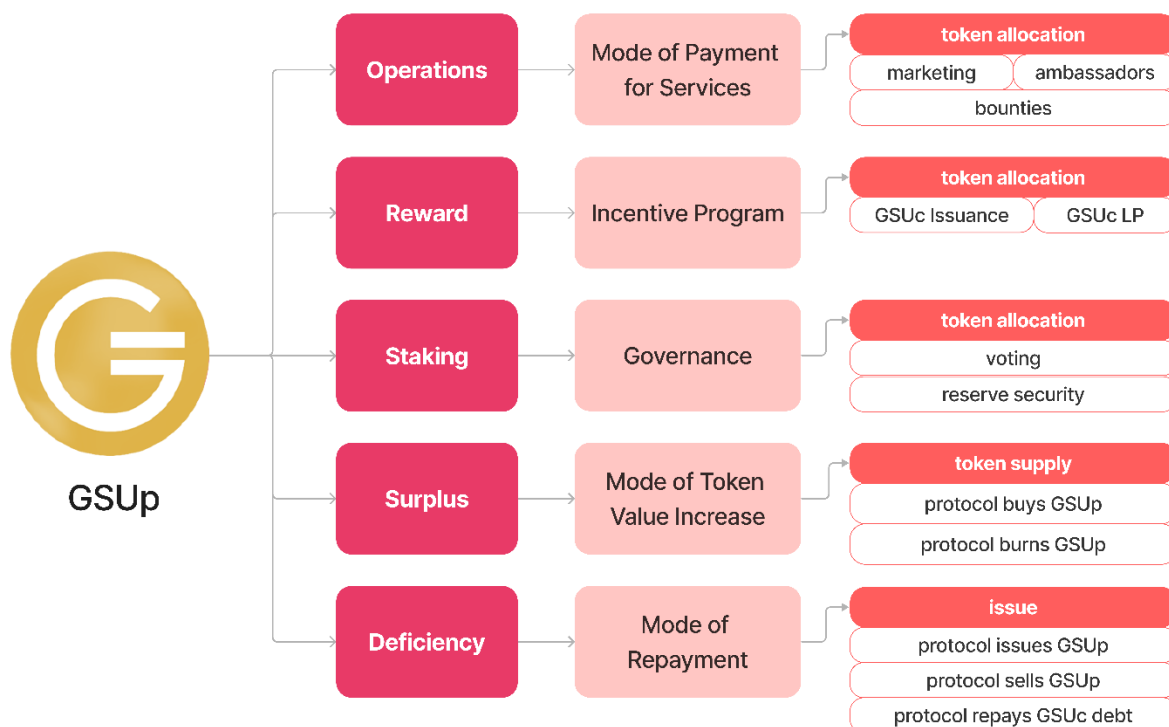 GSUp
Operations
Mode of Payment
for Services
token allocation
marketing
ambassadors
bounties
Reward
Incentive Program
token allocation
GSUc Issuance
GSUc LP
Staking
Governance
token allocation
voting
reserve security
Surplus
Mode of Token
Value Increase
token supply
protocol buys GSUp
protocol burns GSUp
Deficiency
Mode of
Repayment
issue
protocol issues GSUp
protocol sells GSUp
protocol repays GSUc debt